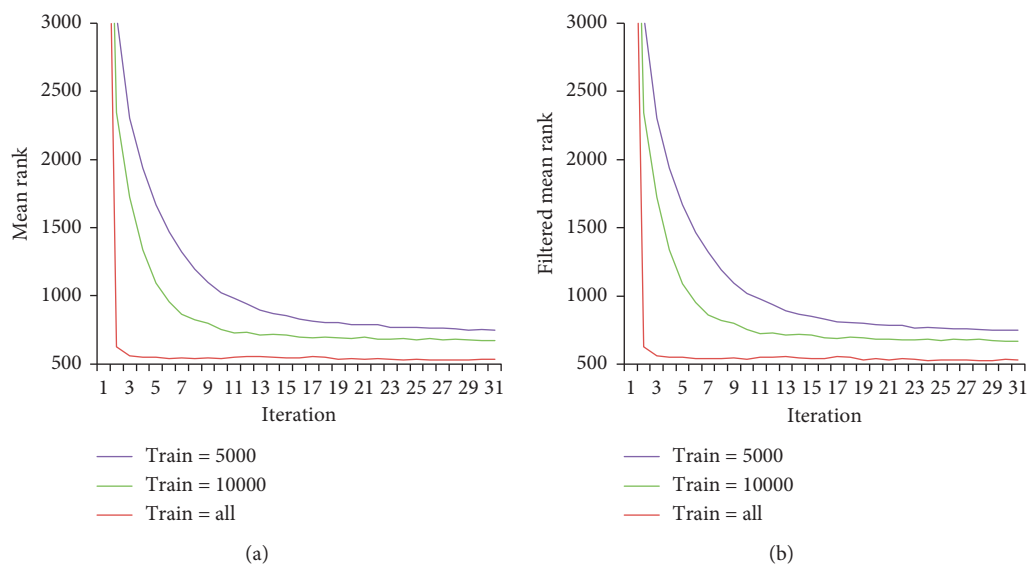 3000
2500
2000
1500
1000
500
Mean rank
1 3 5 7 9 11 13 15 17 19 21 23 25 27 29 31
Iteration
Train = 5000
Train = 10000
Train = all
(a)
3000
2500
2000
1500
1000
500
Filtered mean rank
1 3 5 7 9 11 13 15 17 19 21 23 25 27 29 31
Iteration
Train = 5000
Train = 10000
Train = all
(b)